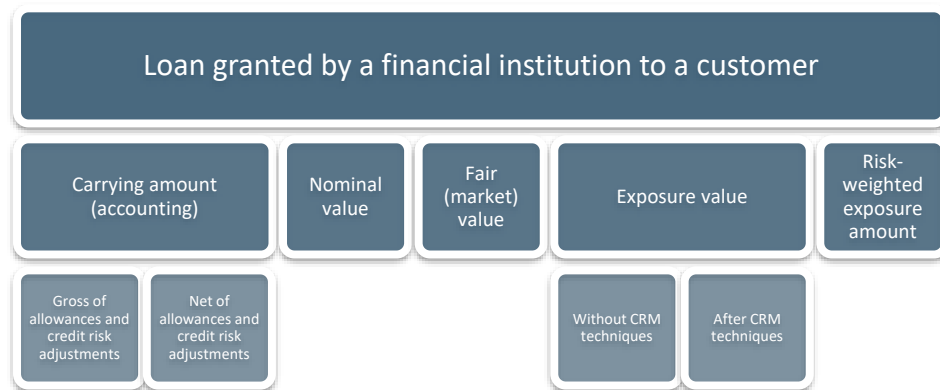 Loan granted by a financial institution to a customer
Carrying amount
(accounting)
Nominal
value
Fair
(market)
value
Exposure value
Risk-
weighted
exposure
amount
Gross of
allowances and
credit risk
adjustments
Net of
allowances and
credit risk
adjustments
Without CRM
techniques
After CRM
techniques